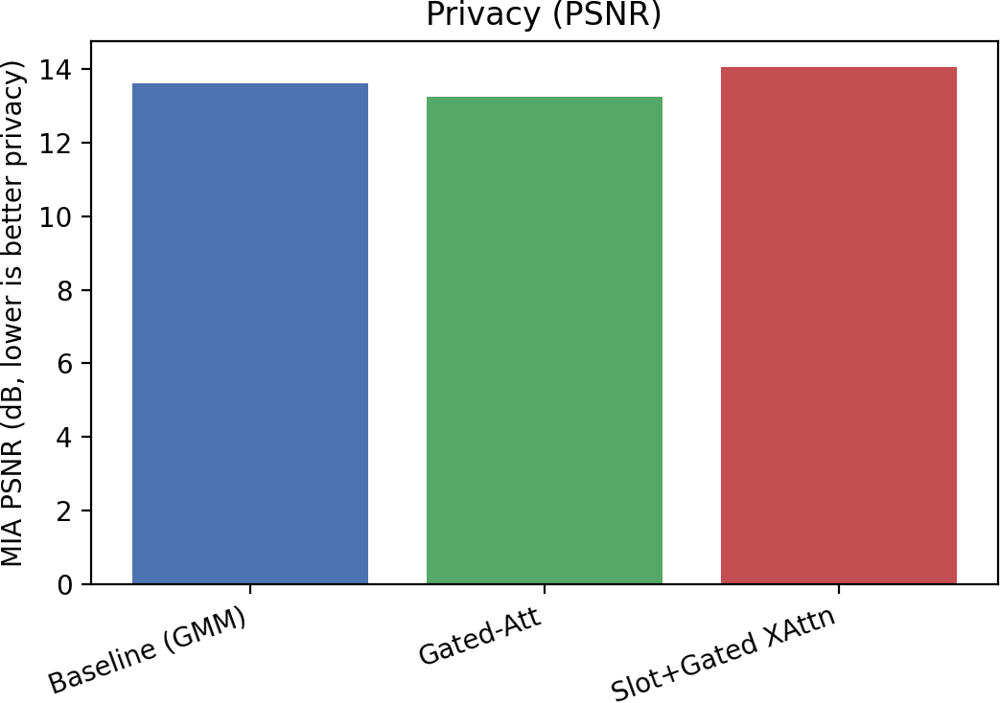 Privacy (PSNR)
MIA PSNR (dB, lower is better privacy)
14
12
10
8
6
4
2
0
Baseline (GMM)
Gated-Att
Slot+Gated XAttn